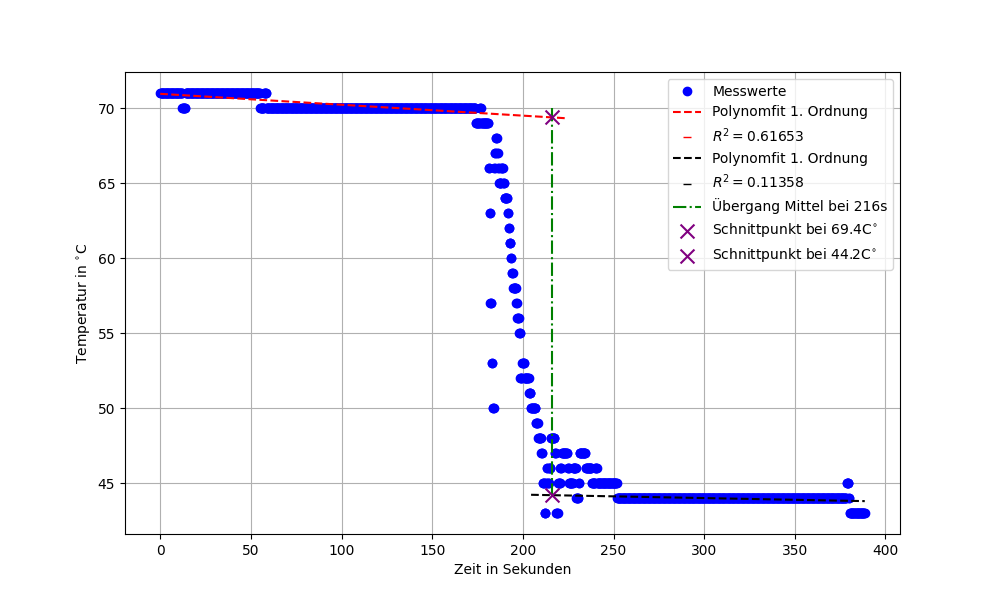 Temperatur in °C
70
65
60
55
50
45
0 50 100 150 200 250 300 350 400
Zeit in Sekunden
Messwerte
Polynomfit 1. Ordnung
R² = 0.61653
Polynomfit 1. Ordnung
R² = 0.11358
Übergang Mittel bei 216s
Schnittpunkt bei 69.4C°
Schnittpunkt bei 44.2C°